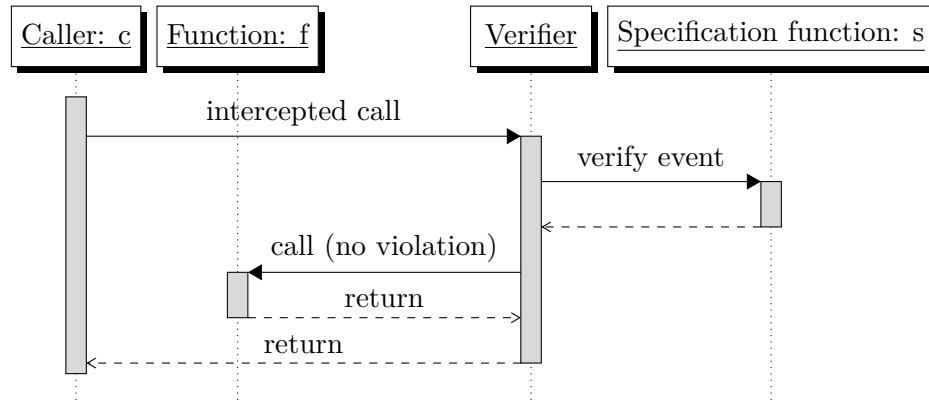 Caller: c
Function: f
Verifier
Specification function: s
intercepted call
verify event
call (no violation)
return
return